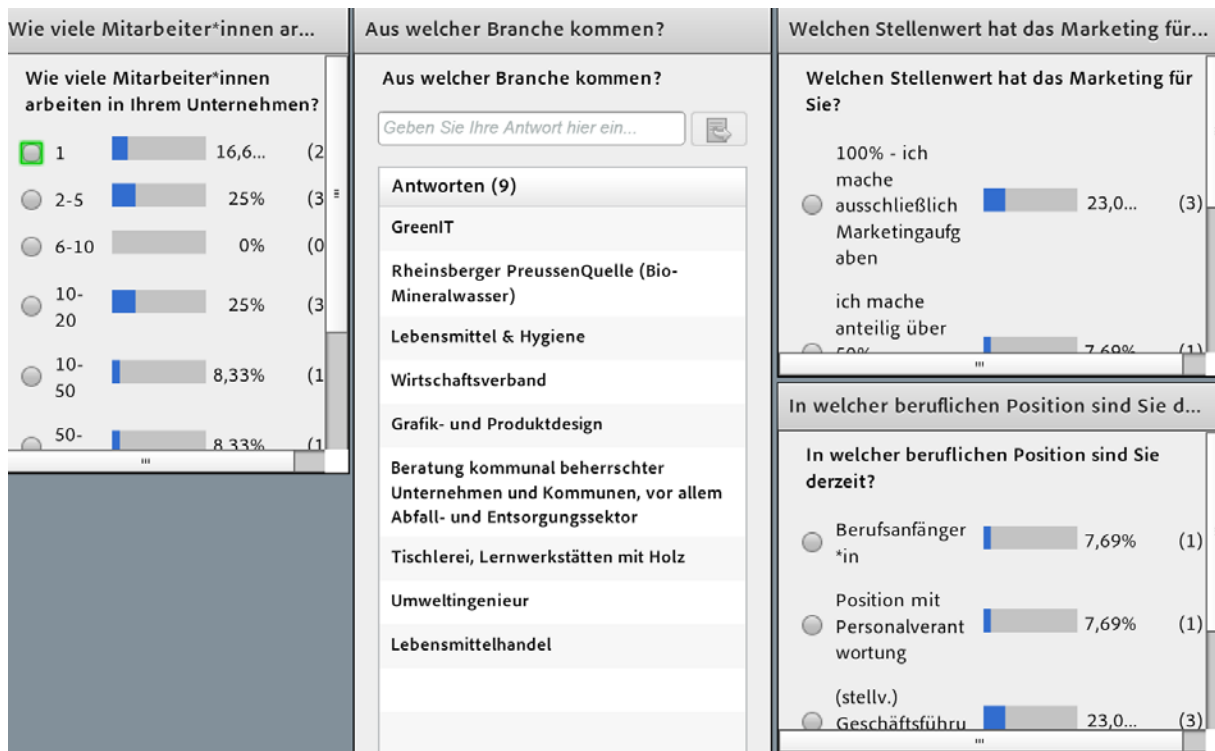 Wie viele Mitarbeiter*innen ar...
Wie viele Mitarbeiter*innen
arbeiten in Ihrem Unternehmen?
1 16,6... (2
2-5 25% (3
6-10 0% (0
10-
20 25% (3
10-
50 8,33% (1
50- 8,33% (1
Aus welcher Branche kommen?
Aus welcher Branche kommen?
Geben Sie Ihre Antwort hier ein...
Antworten (9)
GreenIT
Rheinsberger PreussenQuelle (Bio-
Mineralwasser)
Lebensmittel & Hygiene
Wirtschaftsverband
Grafik- und Produktdesign
Beratung kommunal beherrschter
Unternehmen und Kommunen, vor allem
Abfall- und Entsorgungssektor
Tischlerei, Lernwerkstätten mit Holz
Umweltingenieur
Lebensmittelhandel
Welchen Stellenwert hat das Marketing für...
Welchen Stellenwert hat das Marketing für
Sie?
100% - ich
mache
ausschließlich 23,0... (3)
Marketingaufg
aben
ich mache
anteilig über
50% 7,69% (1)
In welcher beruflichen Position sind Sie d...
In welcher beruflichen Position sind Sie
derzeit?
Berufsanfänger 7,69% (1)
*in
Position mit
Personalverant 7,69% (1)
wortung
(stellv.)
Geschäftsführu 23,0... (3)